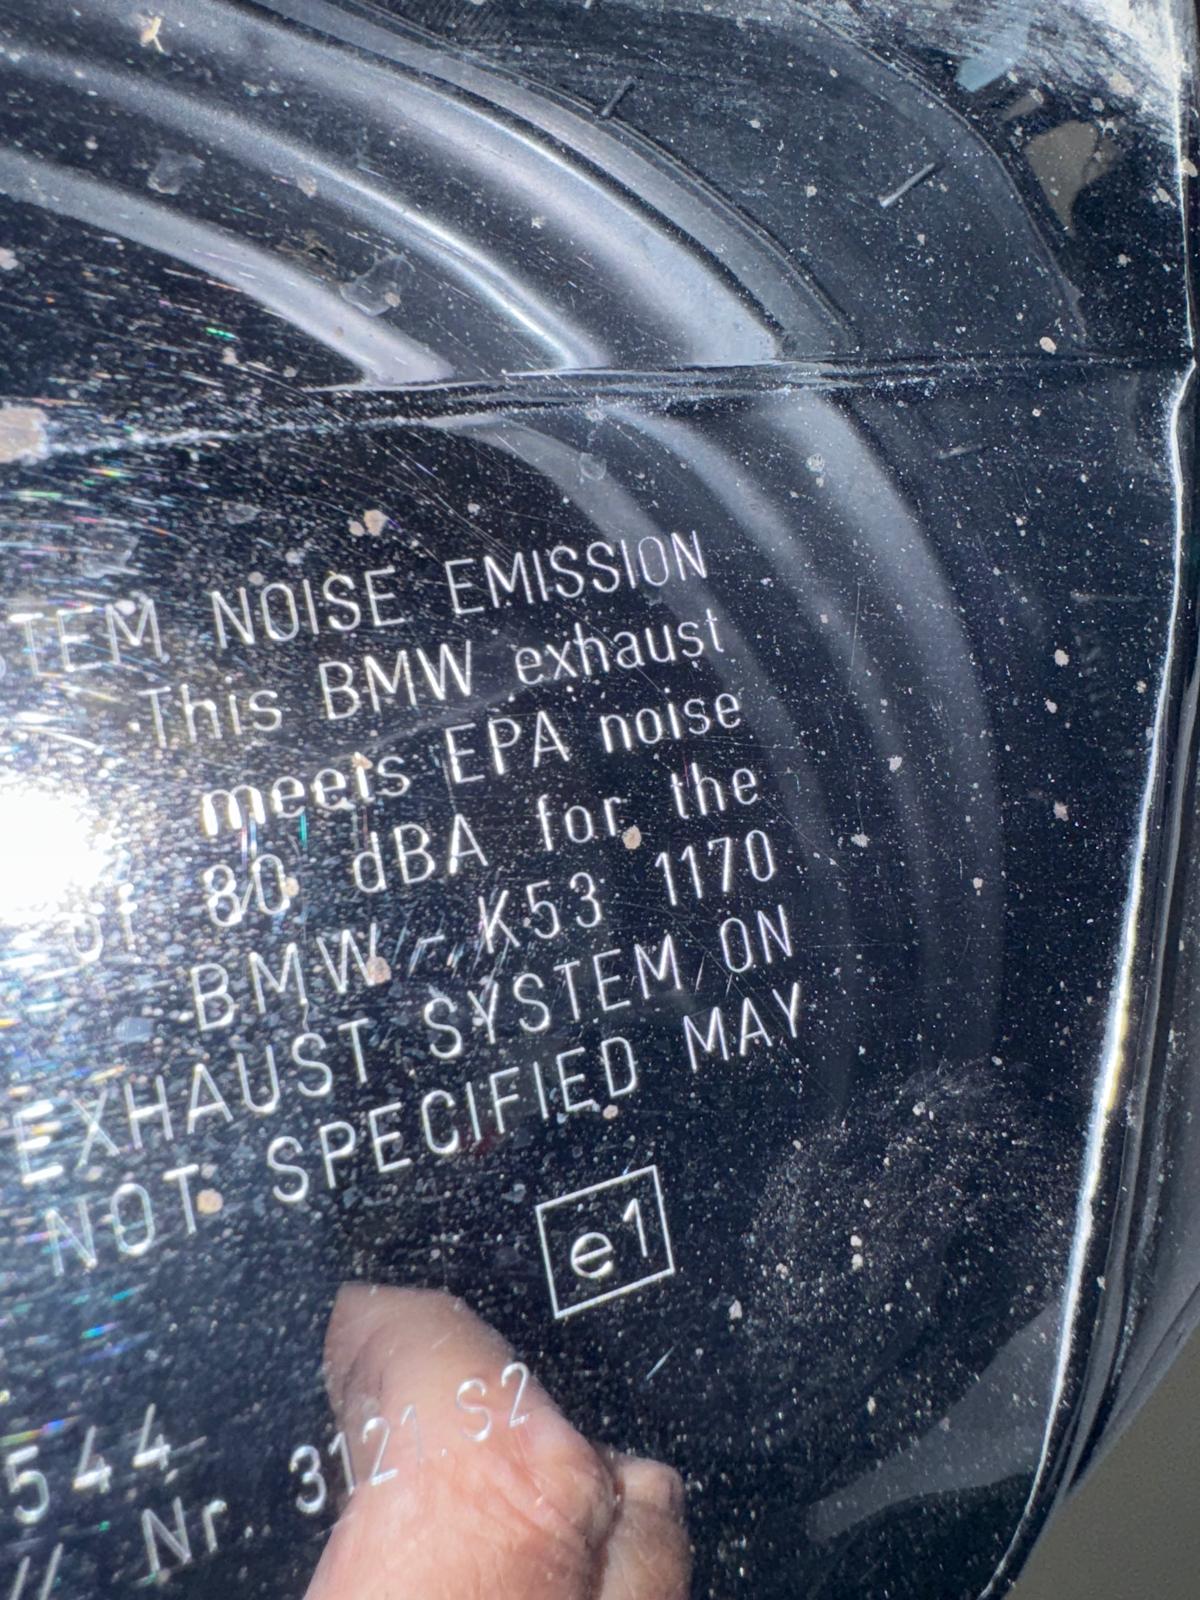 STEM NOISE EMISSION
This BMW exhaust
meets EPA noise
of 80 dBA for the
BMW - K53 1170
EXHAUST SYSTEM ON
NOT SPECIFIED MAY
e1
544 3121.S2
Nr